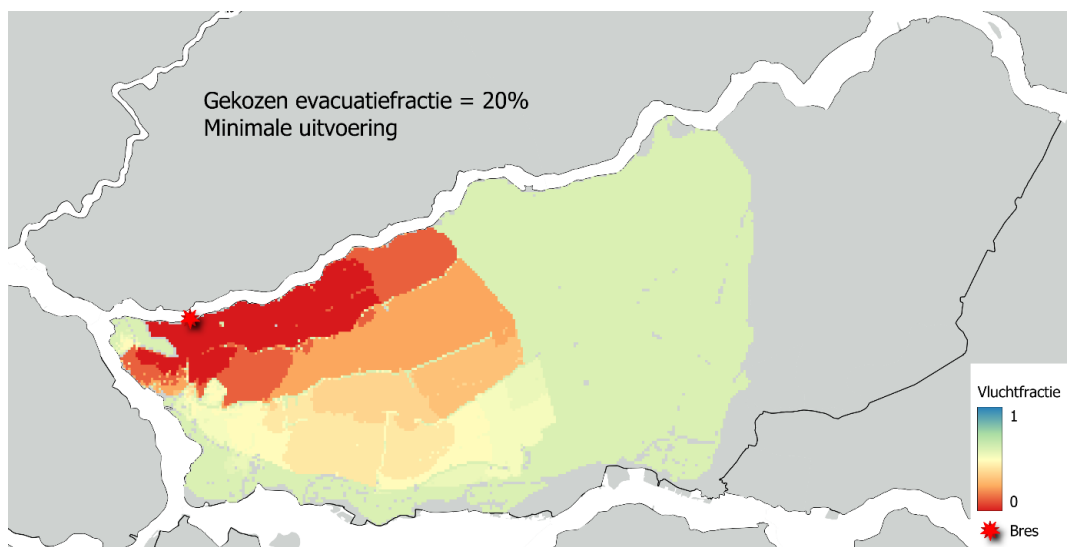 Gekozen evacuatiefractie = 20%
Minimale uitvoering
Vluchtfractie
1
0
Bres